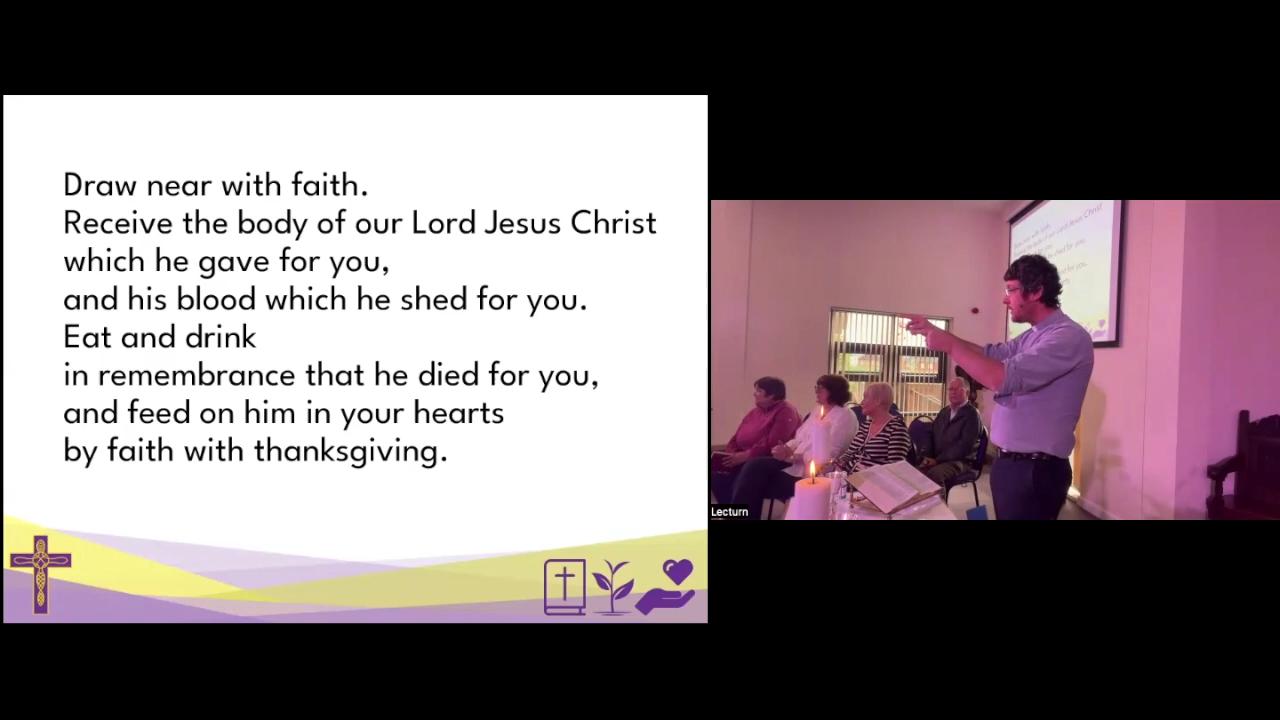 Draw near with faith.
Receive the body of our Lord Jesus Christ
which he gave for you,
and his blood which he shed for you.
Eat and drink
in remembrance that he died for you,
and feed on him in your hearts
by faith with thanksgiving.
Lecturn